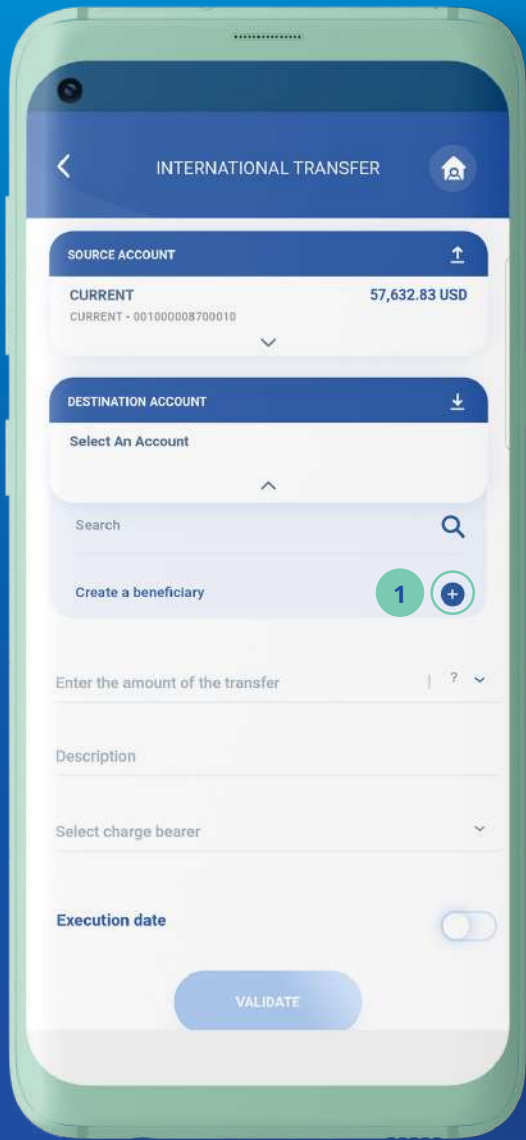 INTERNATIONAL TRANSFER
SOURCE ACCOUNT
CURRENT 57,632.83 USD
CURRENT - 001000008700010
DESTINATION ACCOUNT
Select An Account
Search
Create a beneficiary 1
Enter the amount of the transfer ?
Description
Select charge bearer
Execution date
VALIDATE